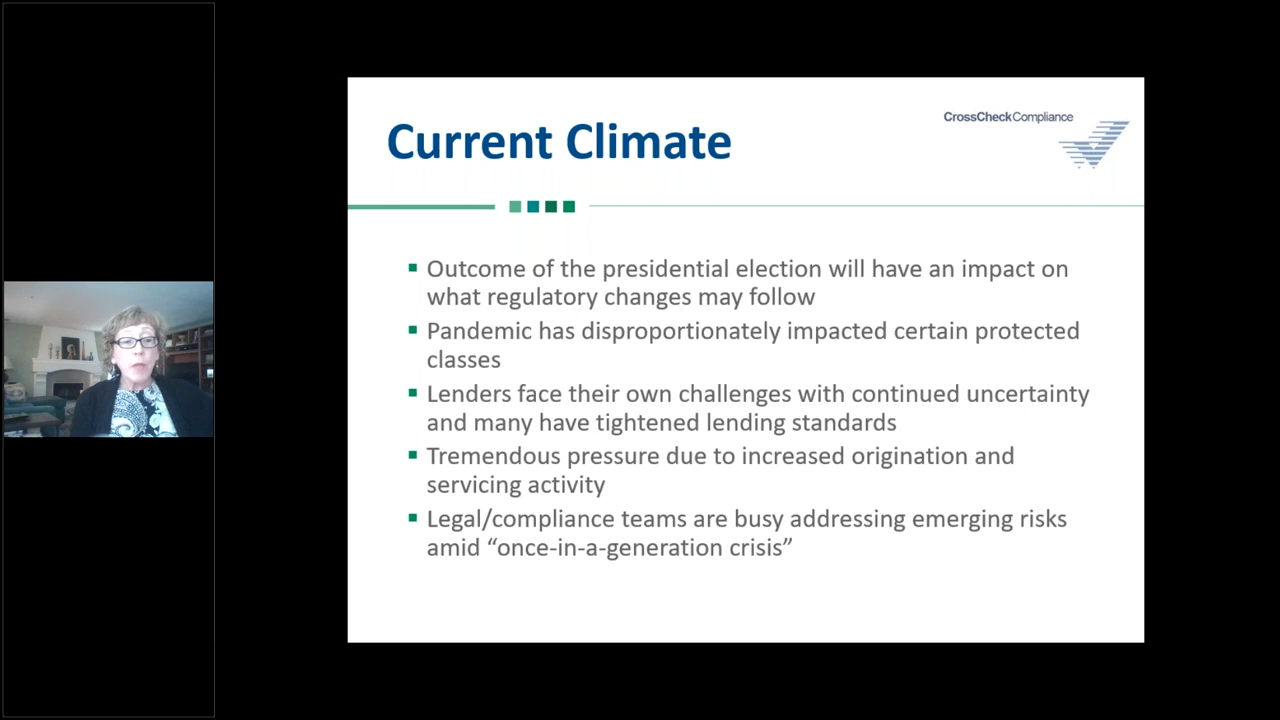 CrossCheckCompliance
Current Climate
Outcome of the presidential election will have an impact on
what regulatory changes may follow
Pandemic has disproportionately impacted certain protected
classes
Lenders face their own challenges with continued uncertainty
and many have tightened lending standards
Tremendous pressure due to increased origination and
servicing activity
Legal/compliance teams are busy addressing emerging risks
amid “once-in-a-generation crisis”